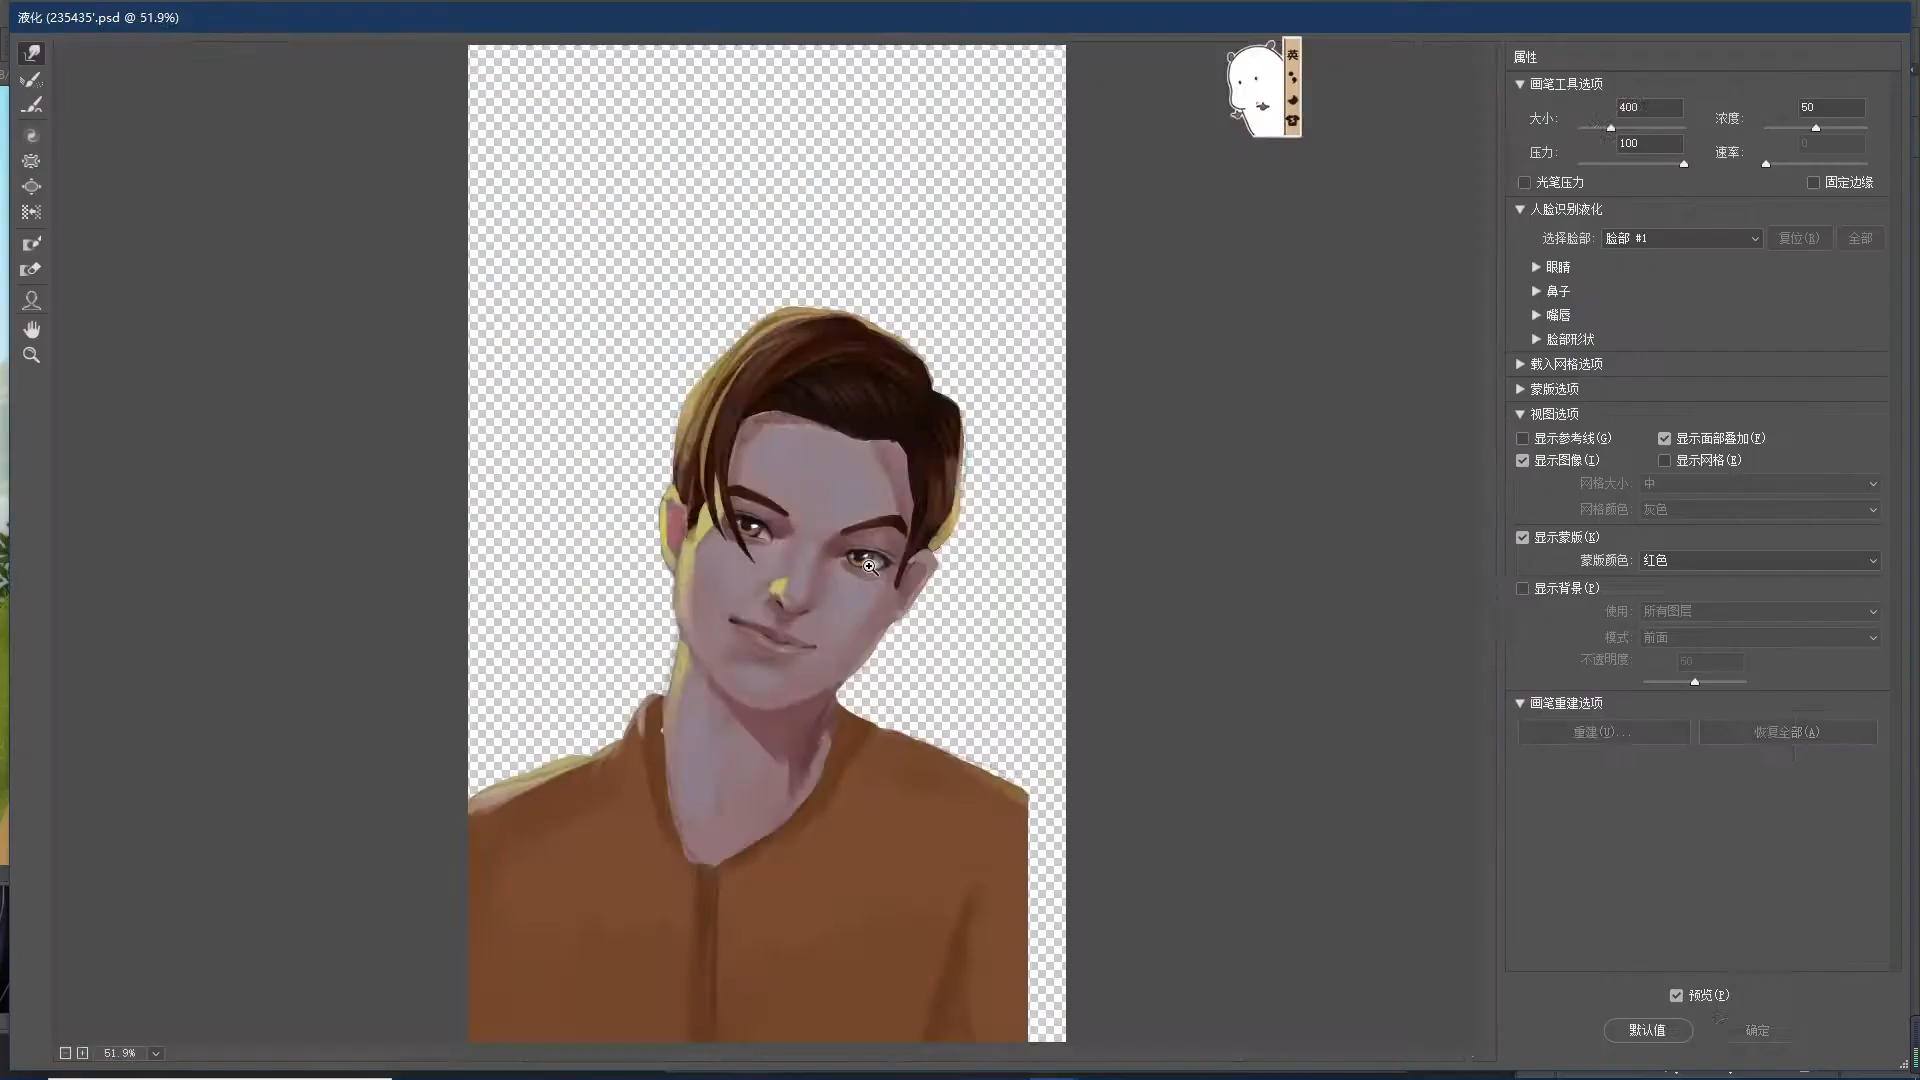 液化 (235435'.psd @ 51.9%)
英
属性
画笔工具选项
大小: 400 浓度: 50
压力: 100 速率: 0
光笔压力 固定边缘
人脸识别液化
选择脸部: 脸部 #1 复位(R) 全部
眼睛
鼻子
嘴唇
脸部形状
载入网格选项
蒙版选项
视图选项
显示参考线(G) 显示面部叠加(F)
显示图像(I) 显示网格(E)
网格大小: 中
网格颜色: 灰色
显示蒙版(K)
蒙版颜色: 红色
显示背景(P)
使用: 所有图层
模式: 前面
不透明度: 50
画笔重建选项
重建(U)... 恢复全部(A)
预览(P)
默认值 确定
51.9%